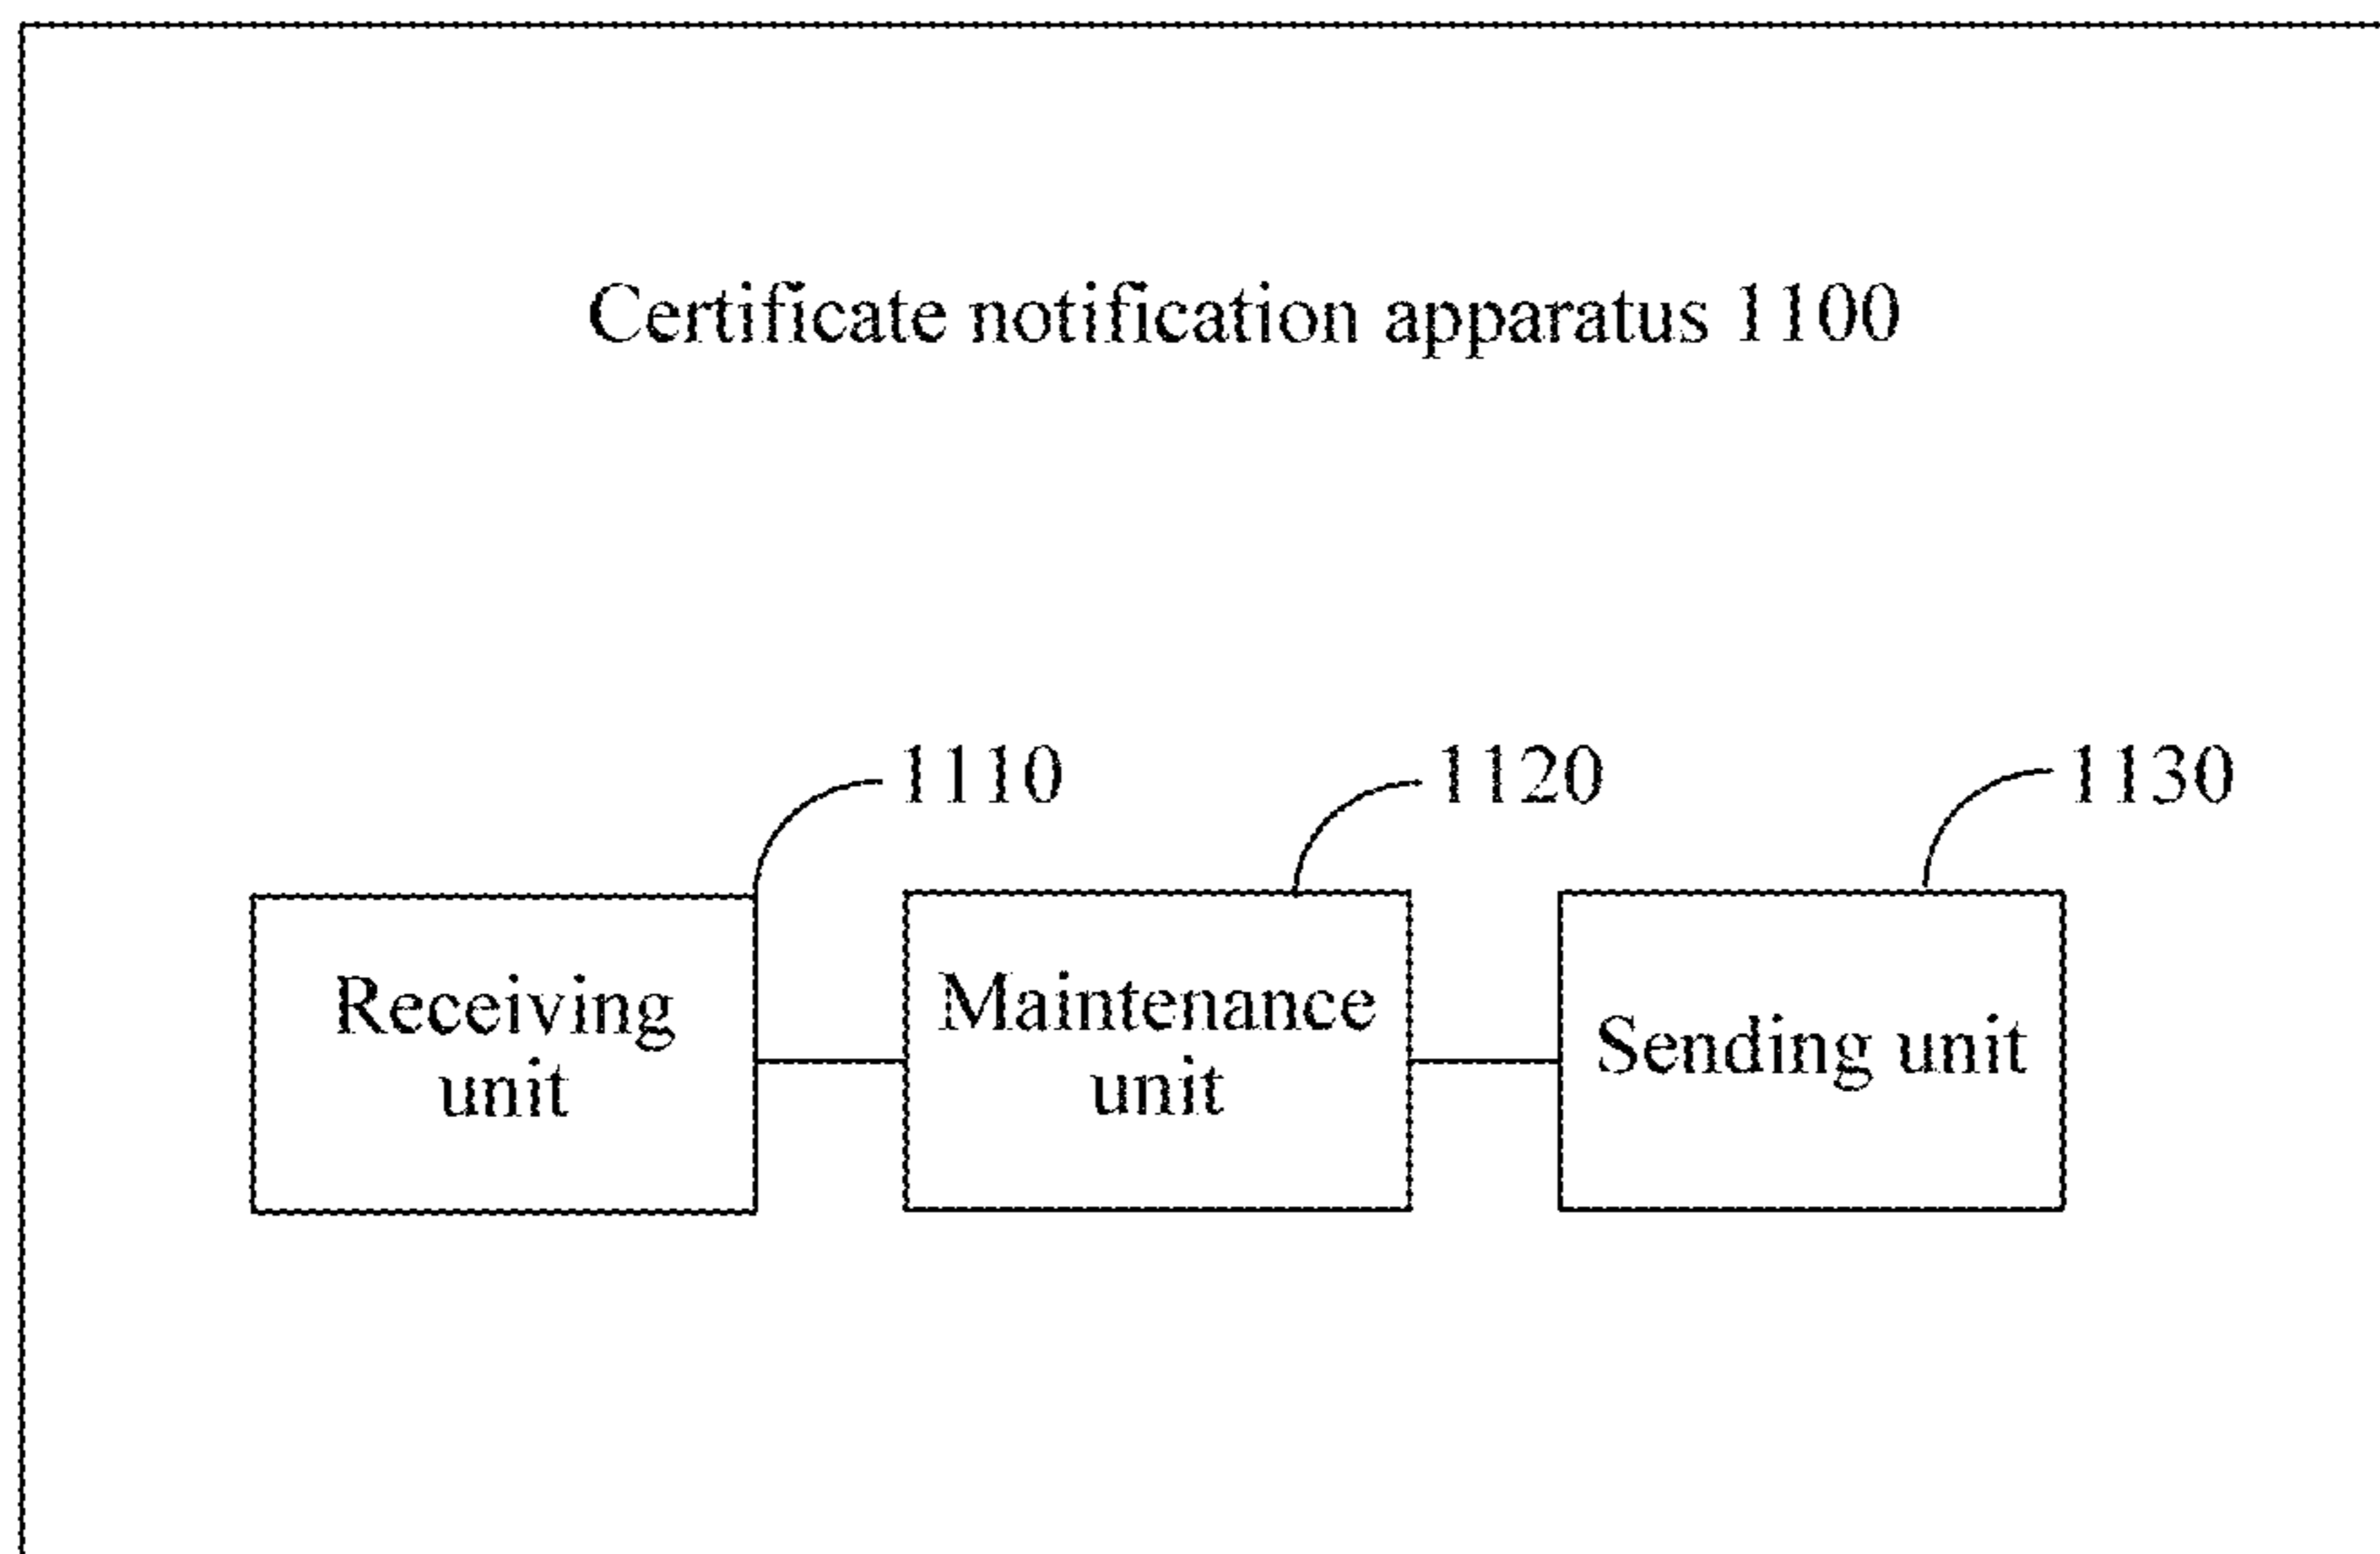 Certificate notification apparatus 1100
1110
1120
1130
Receiving
unit
Maintenance
unit
Sending unit